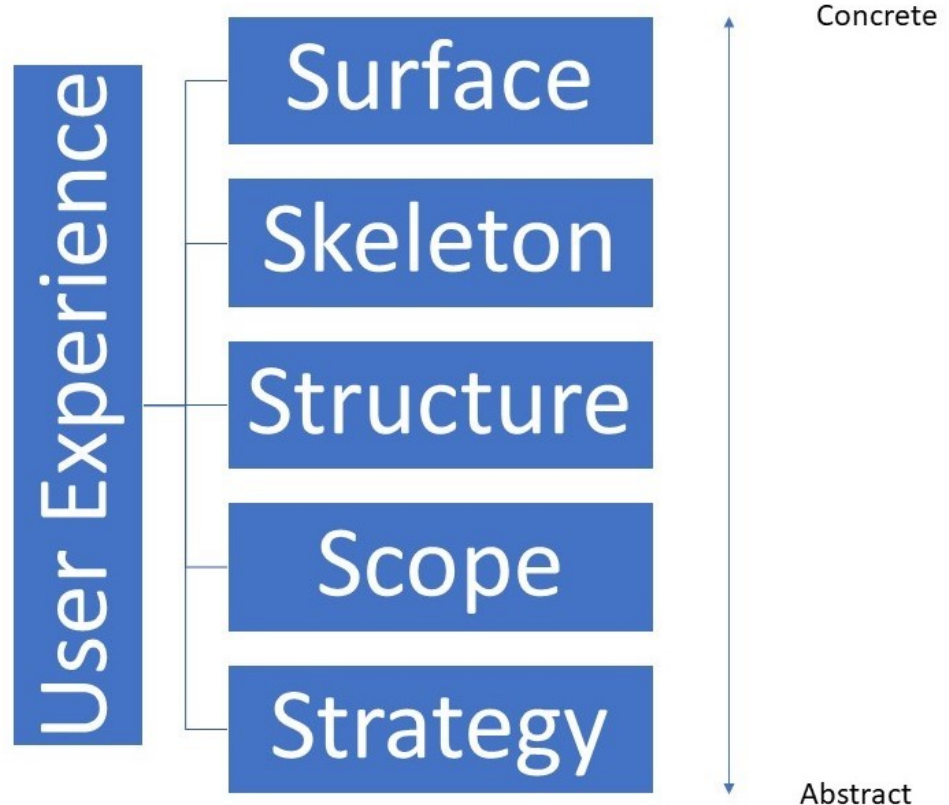 Concrete
Surface
Skeleton
User Experience
Structure
Scope
Strategy
Abstract